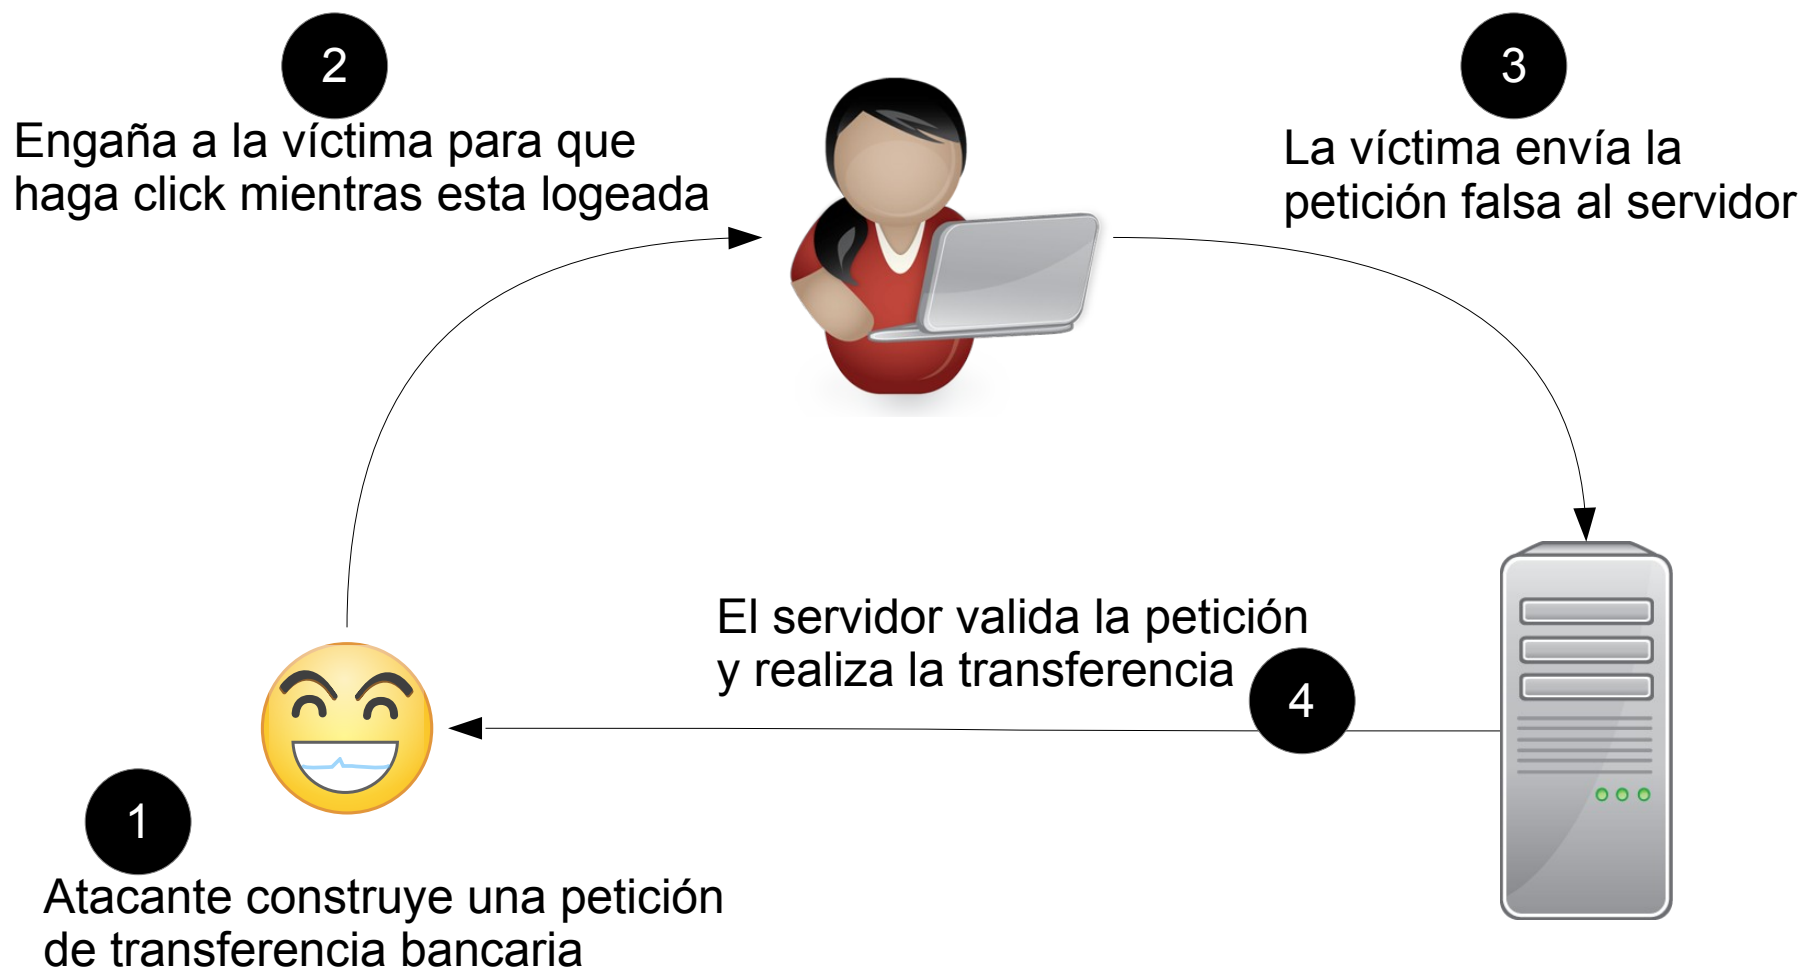 2
Engaña a la víctima para que
haga click mientras esta logeada
3
La víctima envía la
petición falsa al servidor
El servidor valida la petición
y realiza la transferencia
4
1
Atacante construye una petición
de transferencia bancaria